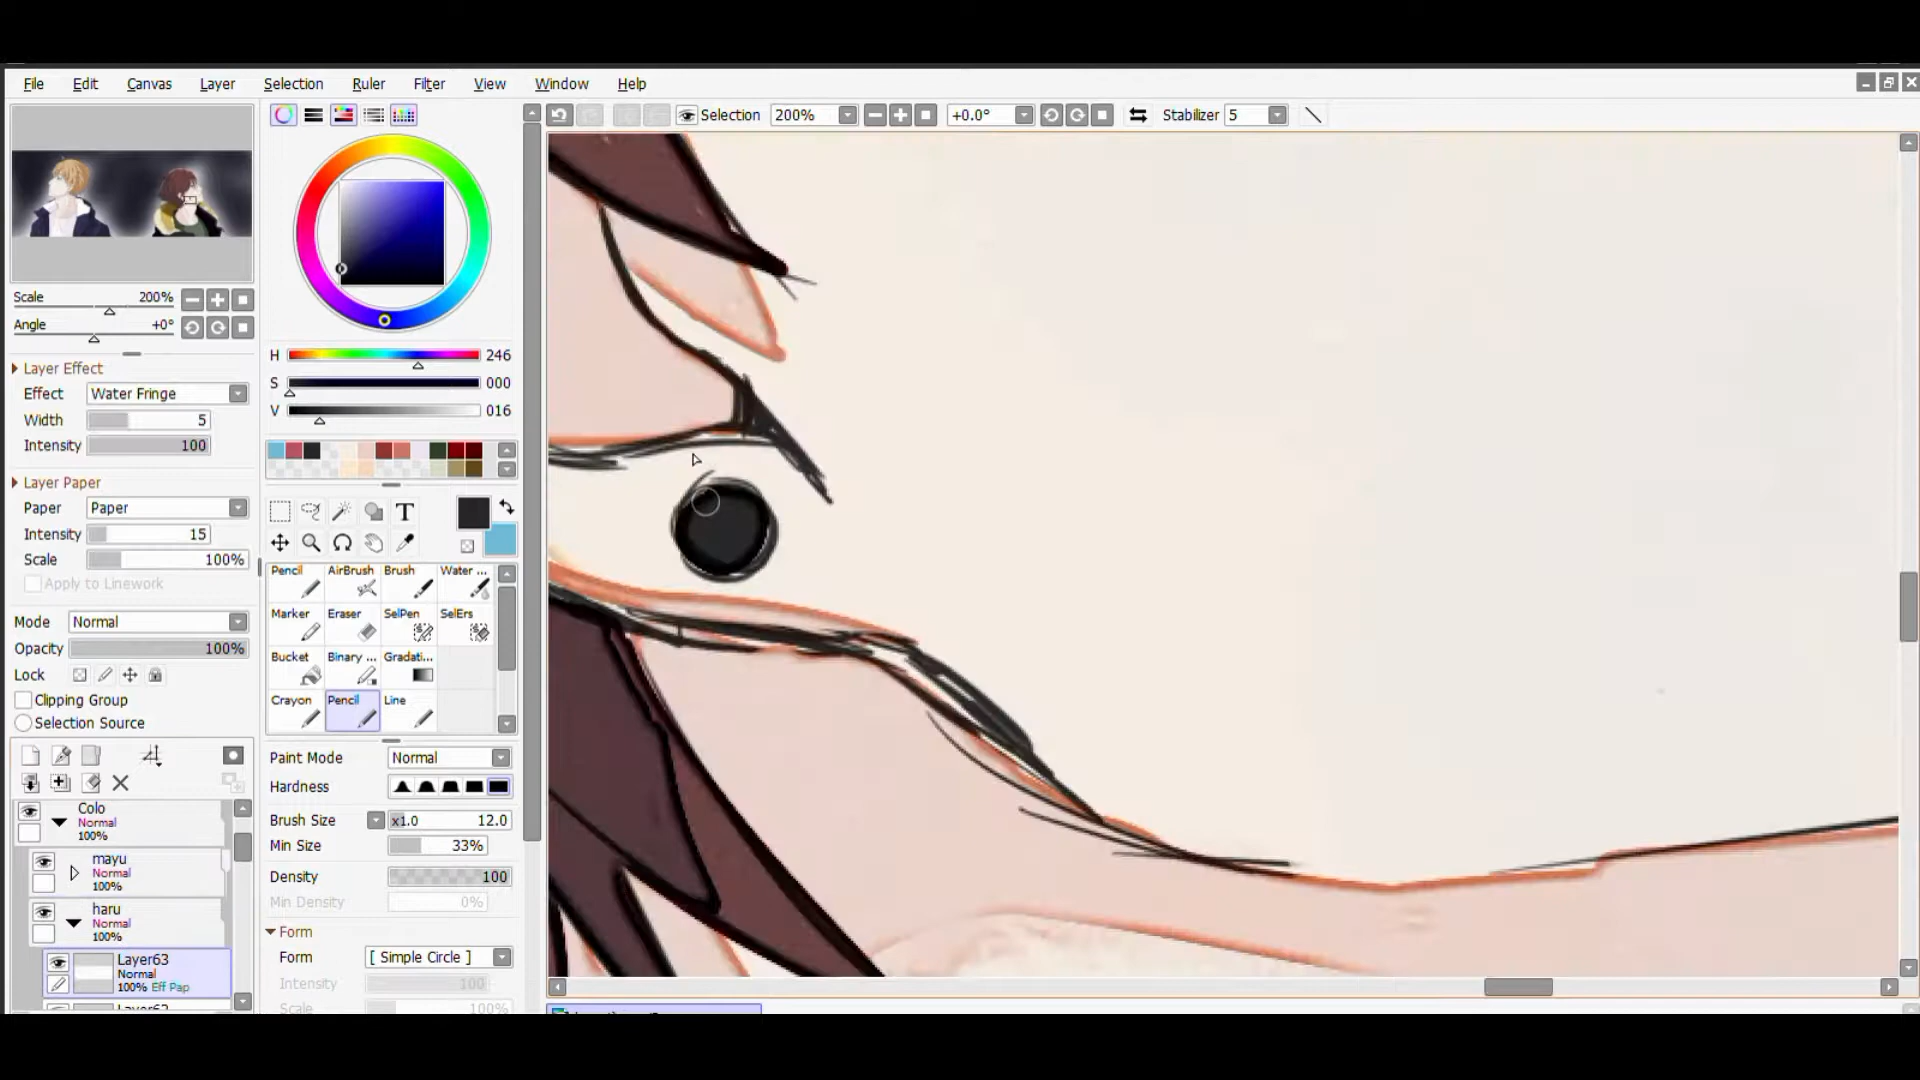 File Edit Canvas Layer Selection Ruler Filter View Window Help
Selection 200% +0.0° Stabilizer 5
Scale 200%
Angle +0°
Layer Effect
Effect Water Fringe
Width 5
Intensity 100
Layer Paper
Paper Paper
Intensity 15
Scale 100%
Apply to Linework
Mode Normal
Opacity 100%
Lock
Clipping Group
Selection Source
Colo
Normal
100%
mayu
Normal
100%
haru
Normal
100%
Layer63
Normal
100% Eff Pap
H 246
S 000
V 016
T
Pencil AirBrush Brush Water ...
Marker Eraser SelPen SelErs
Bucket Binary ... Gradati...
Crayon Pencil Line
Paint Mode Normal
Hardness
Brush Size x1.0 12.0
Min Size 33%
Density 100
Min Density 0%
Form
Form [ Simple Circle ]
Intensity 100
Scale 100%